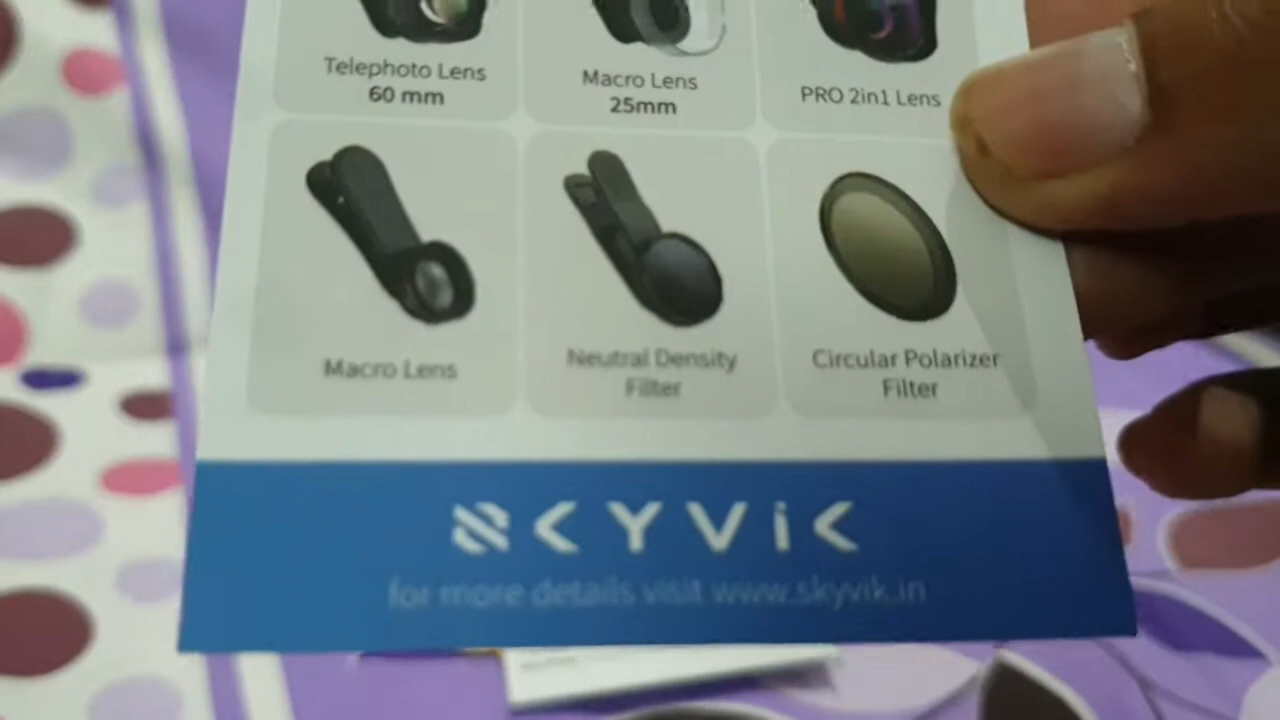 Telephoto Lens
60 mm
Macro Lens
25mm
PRO 2in1 Lens
Macro Lens
Neutral Density
Filter
Circular Polarizer
Filter
SKYViK
for more details visit www.skyvik.in